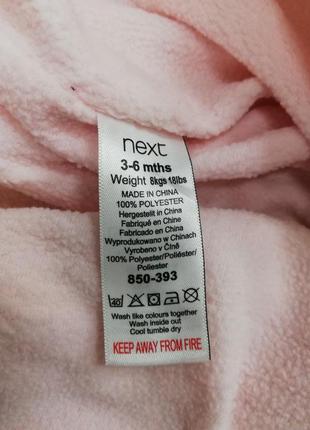 next
3-6 mths
Weight 8kgs 18lbs
MADE IN CHINA
100% POLYESTER
Hergestelit in China
Fabriqué en Chine
Fabricado en China
Wyprodukowano w Chinach
Vyrobeno v Číně
100% Polyester/Poliéster/
Poliester
850-393
40
Wash like colours together
Wash inside out
Cool tumble dry
KEEP AWAY FROM FIRE